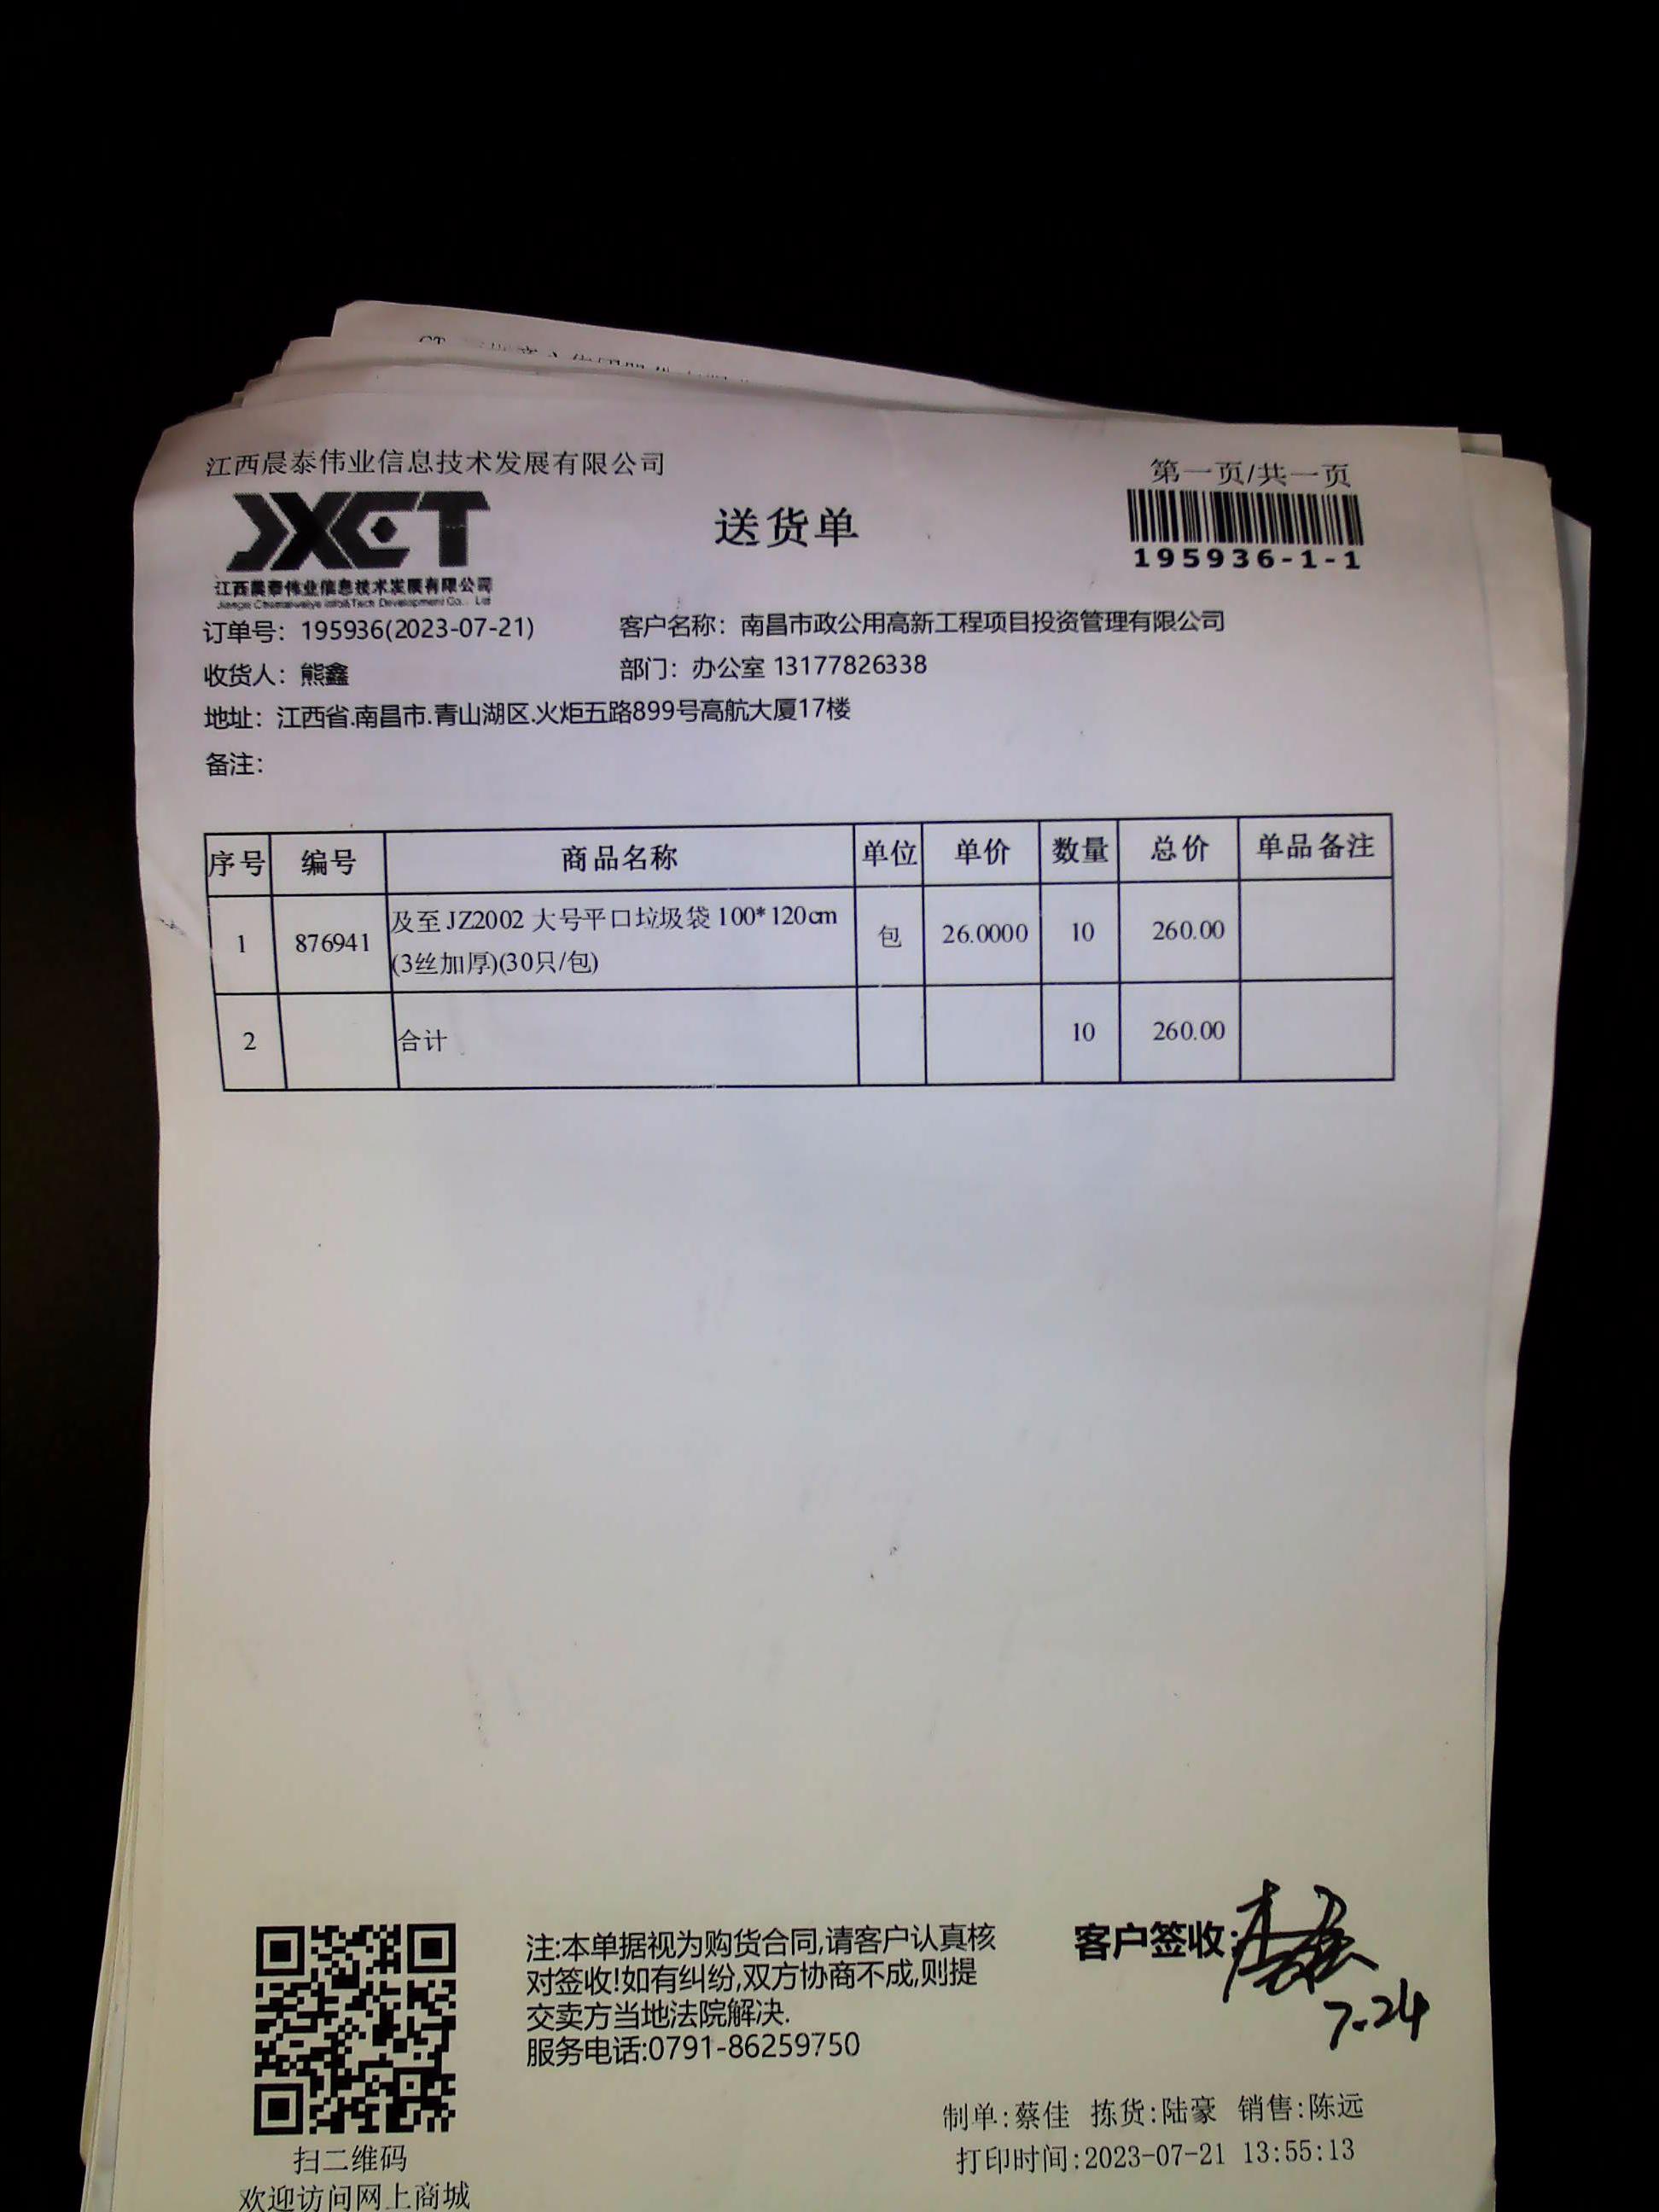 江西晨泰伟业信息技术发展有限公司
第一页/共一页
JXCT
送货单
195936-1-1
江西晨泰伟业信息技术发展有限公司
订单号：195936(2023-07-21)
客户名称：南昌市政公用高新工程项目投资管理有限公司
收货人：熊鑫
部门：办公室 13177826338
地址：江西省.南昌市.青山湖区.火炬五路899号高航大厦17楼
备注：
序号 编号 商品名称 单位 单价 数量 总价 单品备注
1 876941 及至 JZ2002 大号平口垃圾袋 100*120cm
(3丝加厚)(30只/包) 包 26.0000 10 260.00
2 合计 10 260.00
注:本单据视为购货合同,请客户认真核
对签收!如有纠纷,双方协商不成,则提
交卖方当地法院解决.
服务电话:0791-86259750
客户签收:
7.24
制单:蔡佳 拣货:陆豪 销售:陈远
打印时间:2023-07-21 13:55:13
扫二维码
欢迎访问网上商城